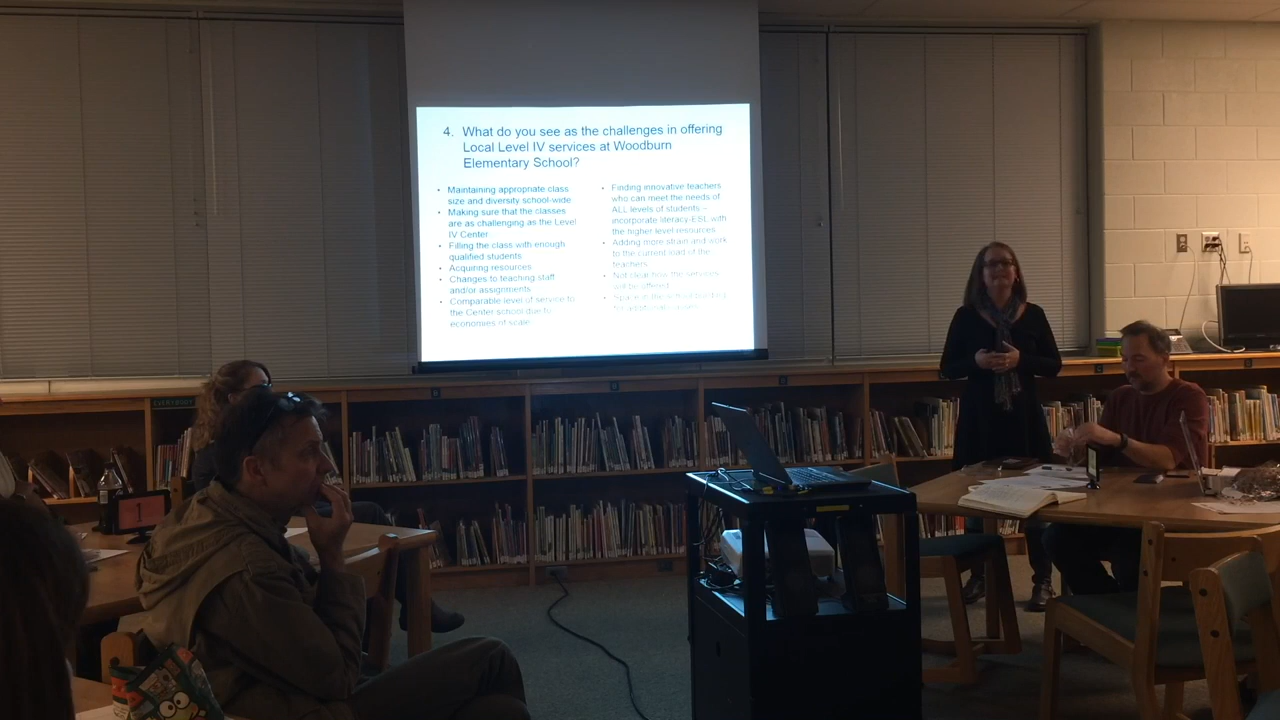 4. What do you see as the challenges in offering
Local Level IV services at Woodburn
Elementary School?
• Maintaining appropriate class
size and diversity school-wide
• Making sure that the classes
are as challenging as the Level
IV Center
• Filling the class with enough
qualified students
• Acquiring resources
• Changes to teaching staff
and/or assignments
• Comparable level of service to
the Center school due to
economies of scale
• Finding innovative teachers
who can meet the needs of
ALL levels of students –
incorporate literacy-ESL with
the higher level resources
• Adding more strain and work
to the current load of the
teachers
• Not clear how the services
will be offered
• Space in the school
EVERYBODY
1